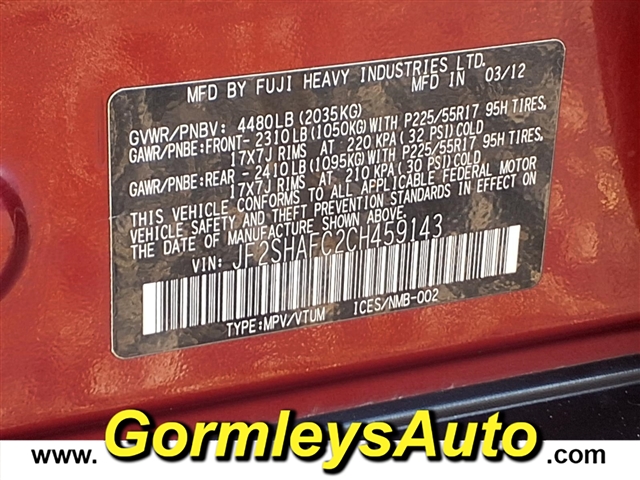 MFD BY FUJI HEAVY INDUSTRIES LTD.
MFD IN 03/12
GVWR/PNBV: 4480LB (2035KG)
GAWR/PNBE: FRONT- 2310LB (1050KG) WITH P225/55R17 95H TIRES,
17X7J RIMS AT 220 KPA (32 PSI) COLD
GAWR/PNBE: REAR - 2410LB (1095KG) WITH P225/55R17 95H TIRES,
17X7J RIMS AT 210 KPA (30 PSI) COLD
THIS VEHICLE CONFORMS TO ALL APPLICABLE FEDERAL MOTOR
VEHICLE SAFETY AND THEFT PREVENTION STANDARDS IN EFFECT ON
THE DATE OF MANUFACTURE SHOWN ABOVE.
VIN: JF2SHAFC2CH459143
TYPE:MPV/VTUM ICES/NMB-002
www.GormleysAuto.com